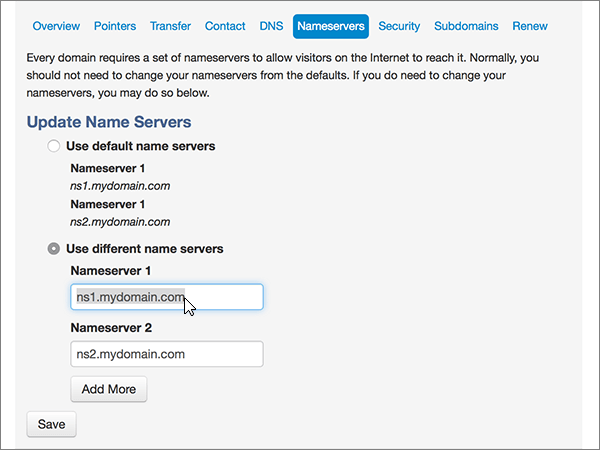 Overview Pointers Transfer Contact DNS Nameservers Security Subdomains Renew
Every domain requires a set of nameservers to allow visitors on the Internet to reach it. Normally, you
should not need to change your nameservers from the defaults. If you do need to change your
nameservers, you may do so below.
Update Name Servers
Use default name servers
Nameserver 1
ns1.mydomain.com
Nameserver 1
ns2.mydomain.com
Use different name servers
Nameserver 1
ns1.mydomain.com
Nameserver 2
ns2.mydomain.com
Add More
Save